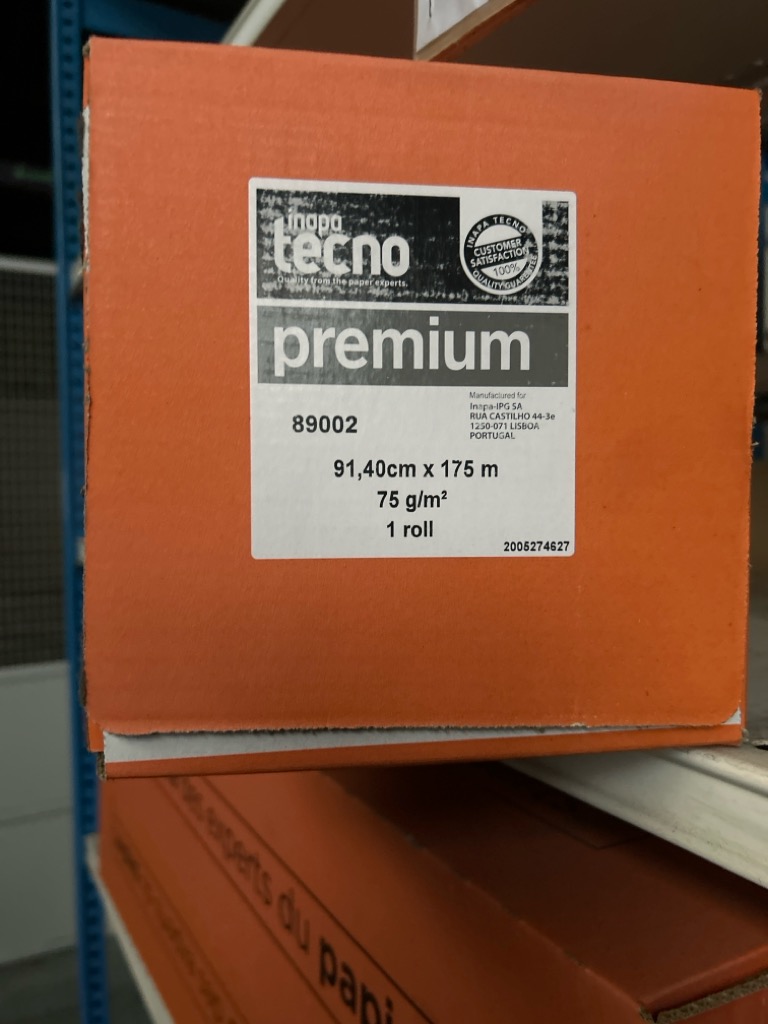 inapa
tecno
Quality from the paper experts.
INAPA TECNO
CUSTOMER
SATISFACTION
100%
QUALITY GUARANTEE
premium
Manufactured for
Inapa-IPG SA
RUA CASTILHO 44-3e
1250-071 LISBOA
PORTUGAL
89002
91,40cm x 175 m
75 g/m²
1 roll
2005274627
experts du papi